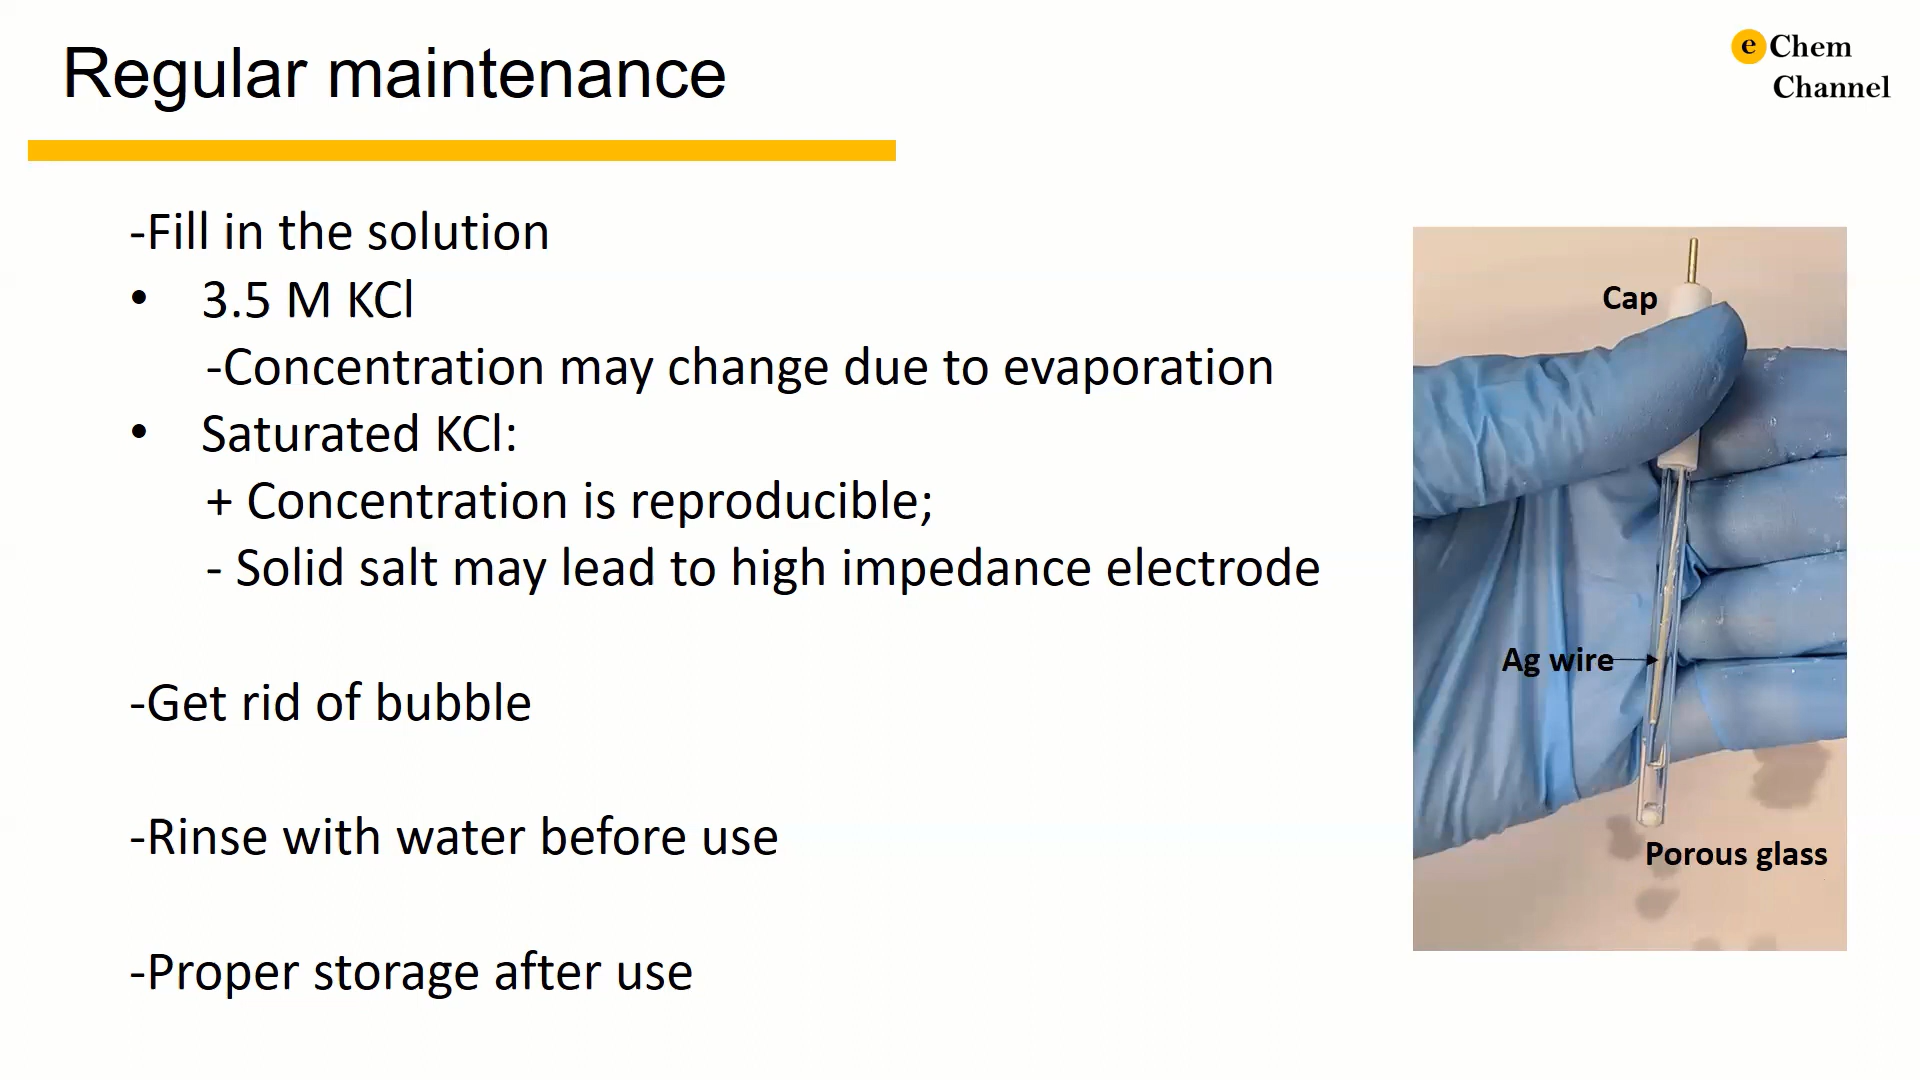 Regular maintenance
e Chem
Channel
-Fill in the solution
• 3.5 M KCl
-Concentration may change due to evaporation
• Saturated KCl:
+ Concentration is reproducible;
- Solid salt may lead to high impedance electrode
-Get rid of bubble
-Rinse with water before use
-Proper storage after use
Cap
Ag wire
Porous glass